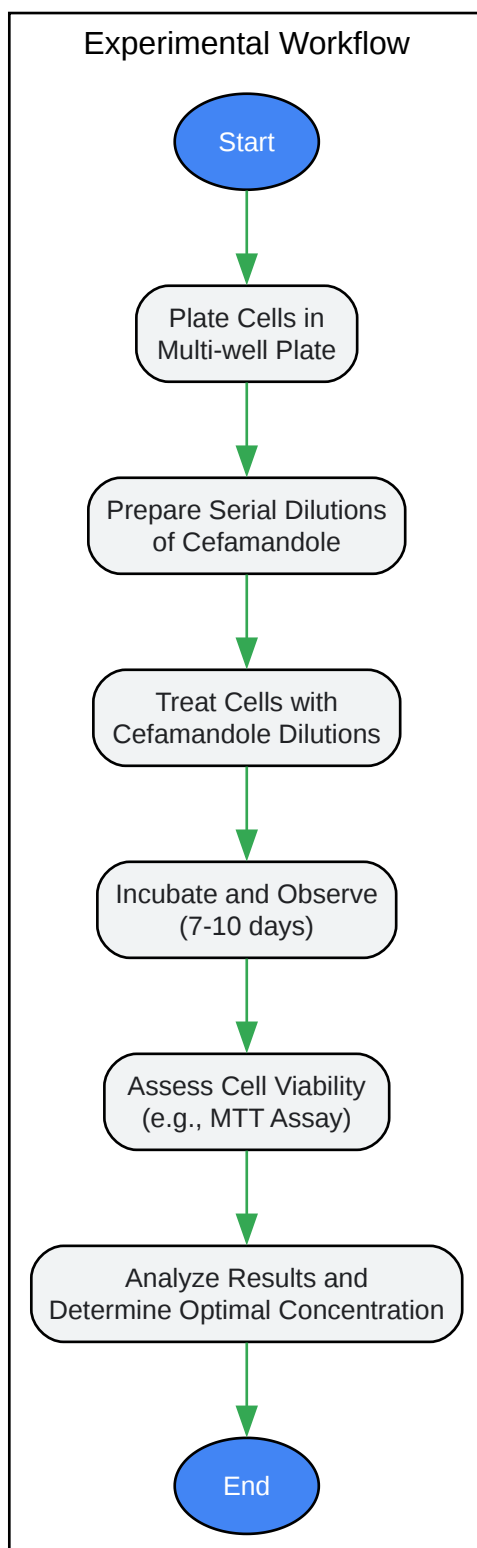 Experimental Workflow
Start
Plate Cells in
Multi-well Plate
Prepare Serial Dilutions
of Cefamandole
Treat Cells with
Cefamandole Dilutions
Incubate and Observe
(7-10 days)
Assess Cell Viability
(e.g., MTT Assay)
Analyze Results and
Determine Optimal Concentration
End